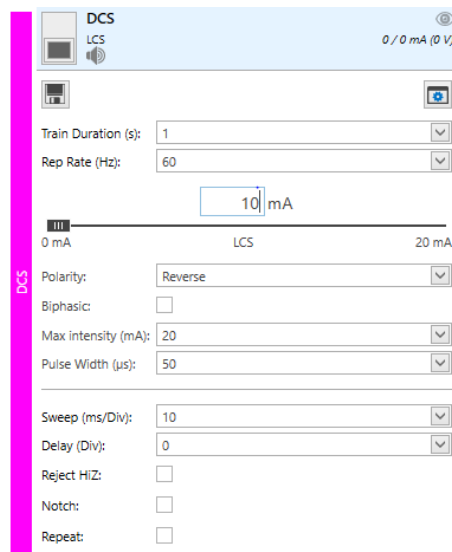 DCS
LCS
0 / 0 mA (0 V)
Train Duration (s): 1
Rep Rate (Hz): 60
10 mA
0 mA LCS 20 mA
DCS
Polarity: Reverse
Biphasic:
Max intensity (mA): 20
Pulse Width (µs): 50
Sweep (ms/Div): 10
Delay (Div): 0
Reject HiZ:
Notch:
Repeat: